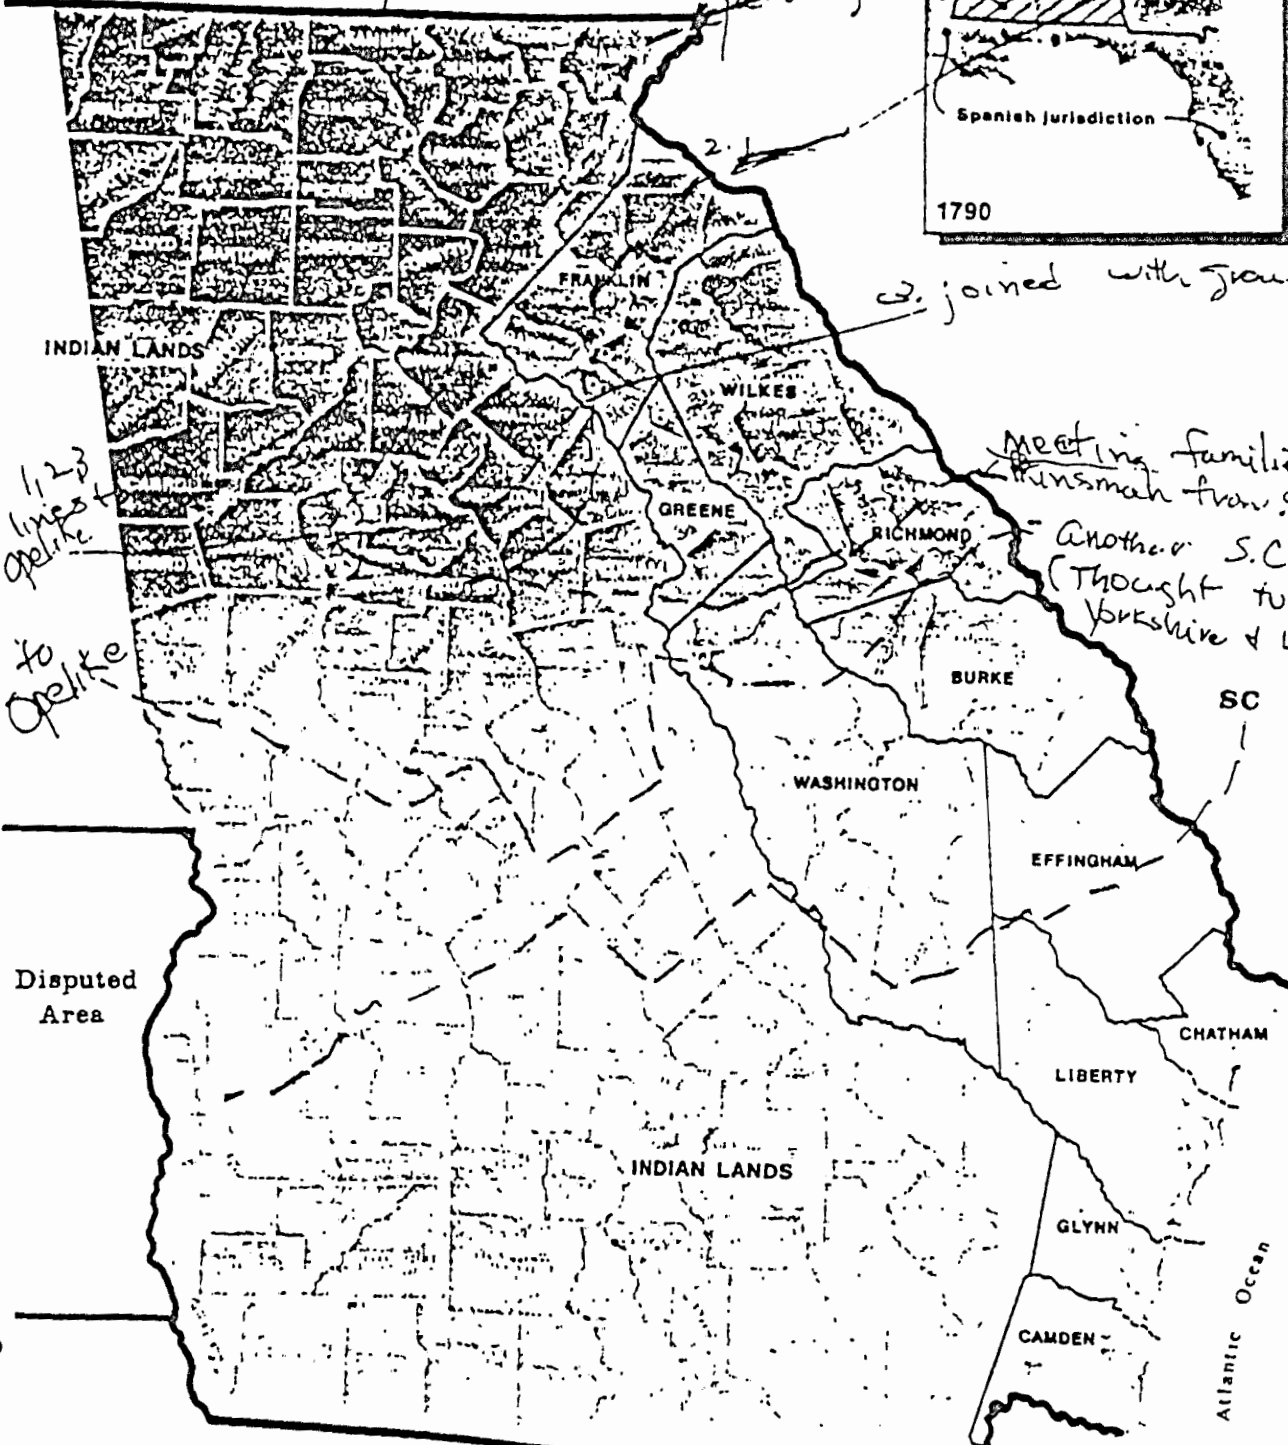 Spanish jurisdiction
1790
2.
FRANKLIN
3. joined with
INDIAN LANDS
WILKES
Meeting
Kinsman from
1, 2, 3
lines to
Opelike
GREENE
RICHMOND
another S.C
(Thought to
Yorkshire &
to
Opelike
BURKE
SC
WASHINGTON
EFFINGHAM
Disputed
Area
CHATHAM
LIBERTY
INDIAN LANDS
GLYNN
CAMDEN
Atlantic Ocean